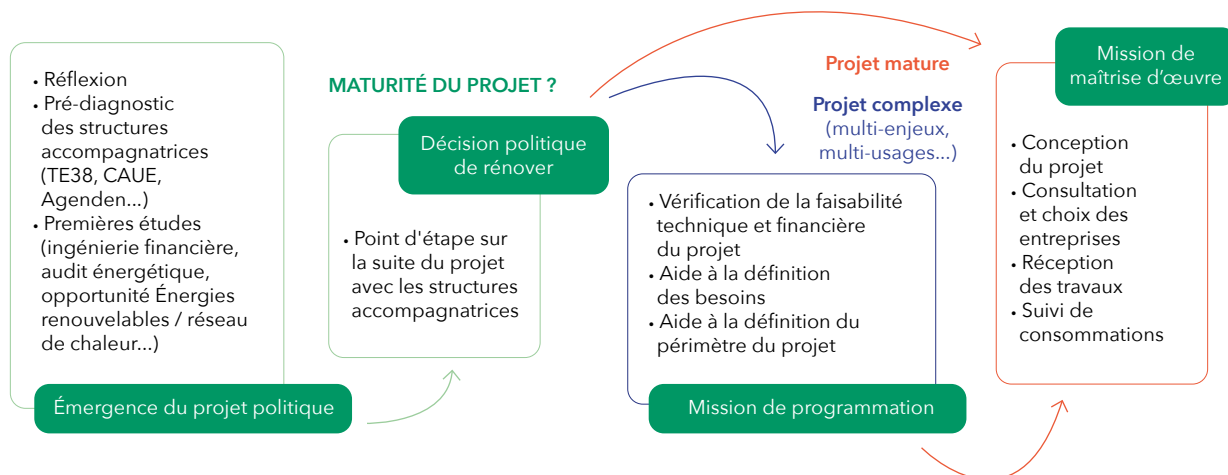 • Réflexion
• Pré-diagnostic
des structures
accompagnatrices
(TE38, CAUE,
Agenden...)
• Premières études
(ingénierie financière,
audit énergétique,
opportunité Énergies
renouvelables / réseau
de chaleur...)
Émergence du projet politique
MATURITÉ DU PROJET ?
Décision politique
de rénover
• Point d'étape sur
la suite du projet
avec les structures
accompagnatrices
Projet mature
Projet complexe
(multi-enjeux,
multi-usages...)
• Vérification de la faisabilité
technique et financière
du projet
• Aide à la définition
des besoins
• Aide à la définition du
périmètre du projet
Mission de programmation
Mission de
maîtrise d'œuvre
• Conception
du projet
• Consultation
et choix des
entreprises
• Réception
des travaux
• Suivi de
consommations